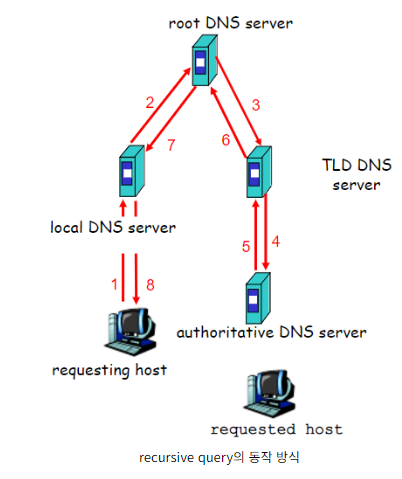 root DNS server
2
3
7
6
TLD DNS
server
local DNS server
5
4
1
8
authoritative DNS server
requesting host
requested host
recursive query의 동작 방식